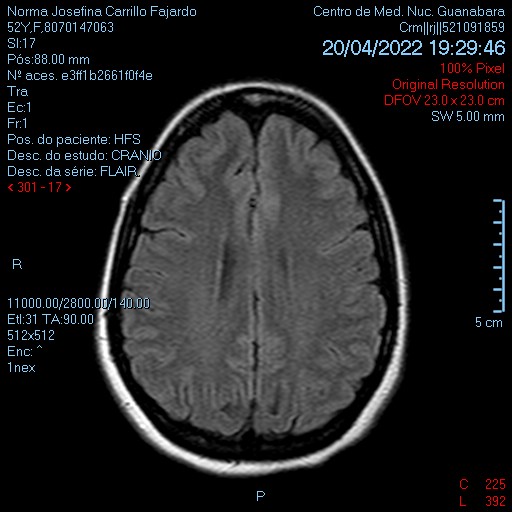 Norma Josefina Carrillo Fajardo
52Y,F,8070147063
Sl:17
Pós:88.00 mm
Nº aces. e3ff1b2661f0f4e
Tra
Ec:1
Fr:1
Pos. do paciente: HFS
Desc. do estudo: CRANIO
Desc. da série: FLAIR.
< 301 - 17 >
Centro de Med. Nuc. Guanabara
Crm||rj||521091859
20/04/2022 19:29:46
100% Pixel
Original Resolution
DFOV 23.0 x 23.0 cm
SW 5.00 mm
R
5 cm
11000.00/2800.00/140.00
Etl:31 TA:90.00
512x512
Enc: ^
1nex
P
C 225
L 392